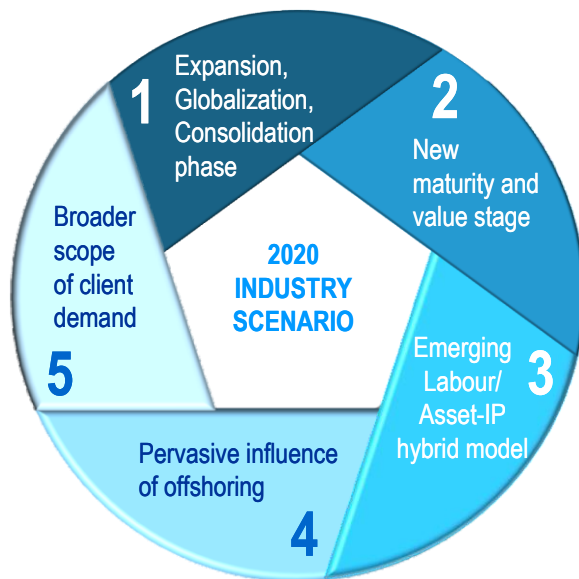 1
Expansion,
Globalization,
Consolidation
phase
2
New
maturity and
value stage
2020
INDUSTRY
SCENARIO
3
Emerging
Labour/
Asset-IP
hybrid model
4
Pervasive influence
of offshoring
5
Broader
scope
of client
demand